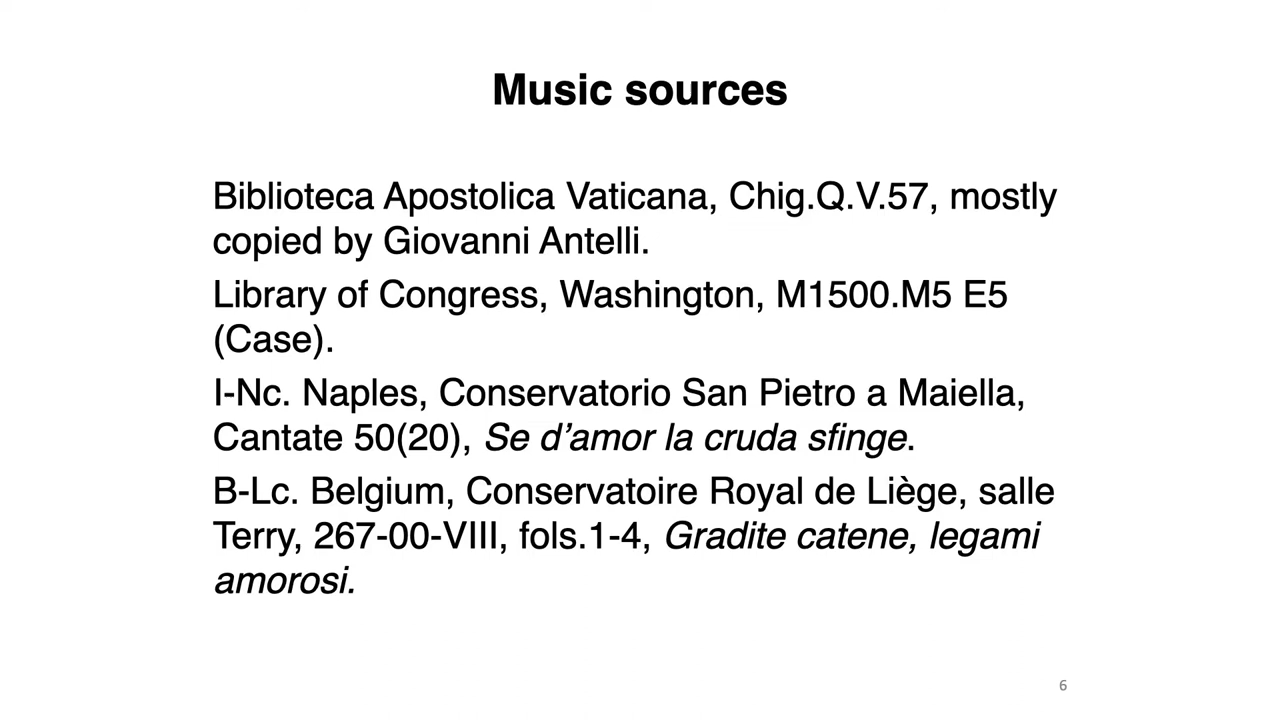 Music sources
Biblioteca Apostolica Vaticana, Chig.Q.V.57, mostly
copied by Giovanni Antelli.
Library of Congress, Washington, M1500.M5 E5
(Case).
I-Nc. Naples, Conservatorio San Pietro a Maiella,
Cantate 50(20), Se d’amor la cruda sfinge.
B-Lc. Belgium, Conservatoire Royal de Liège, salle
Terry, 267-00-VIII, fols.1-4, Gradite catene, legami
amorosi.
6